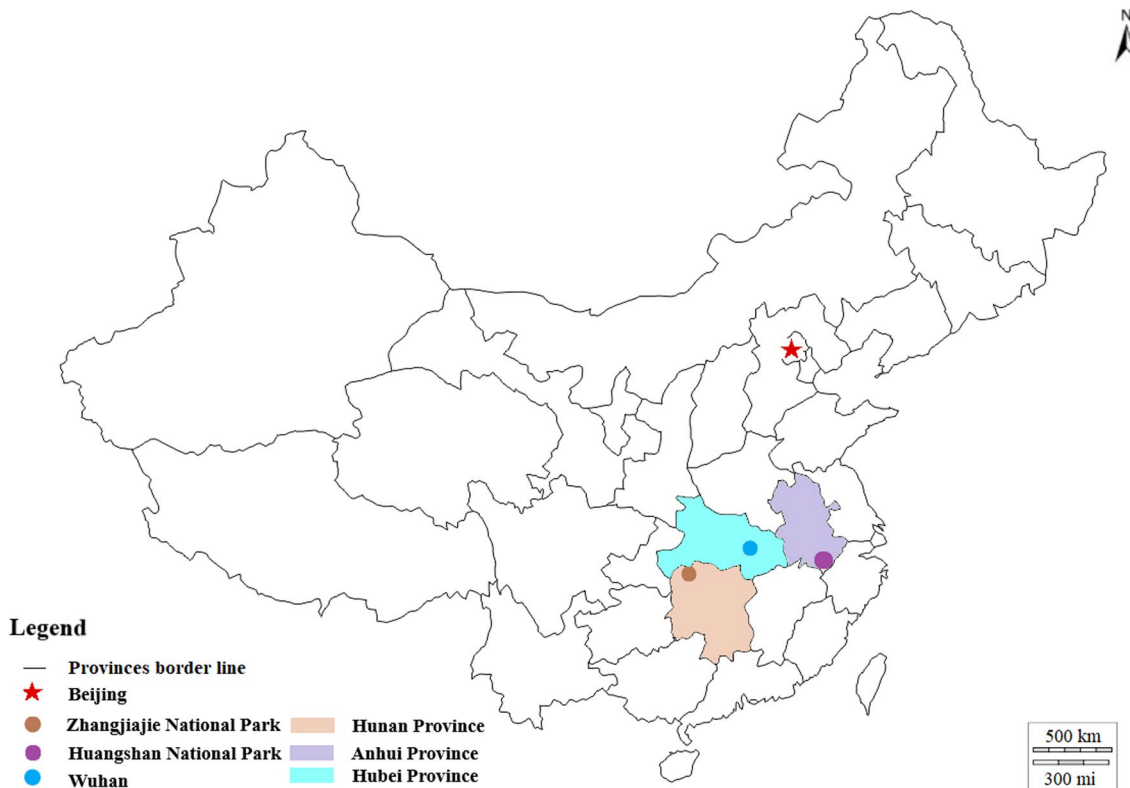 N
Legend
Provinces border line
Beijing
Zhangjiajie National Park
Hunan Province
Huangshan National Park
Anhui Province
Wuhan
Hubei Province
500 km
300 mi